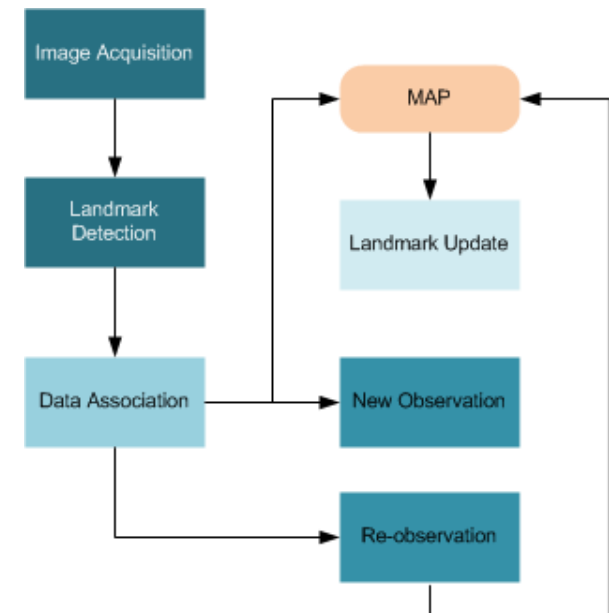 Image Acquisition
MAP
Landmark
Detection
Landmark Update
Data Association
New Observation
Re-observation